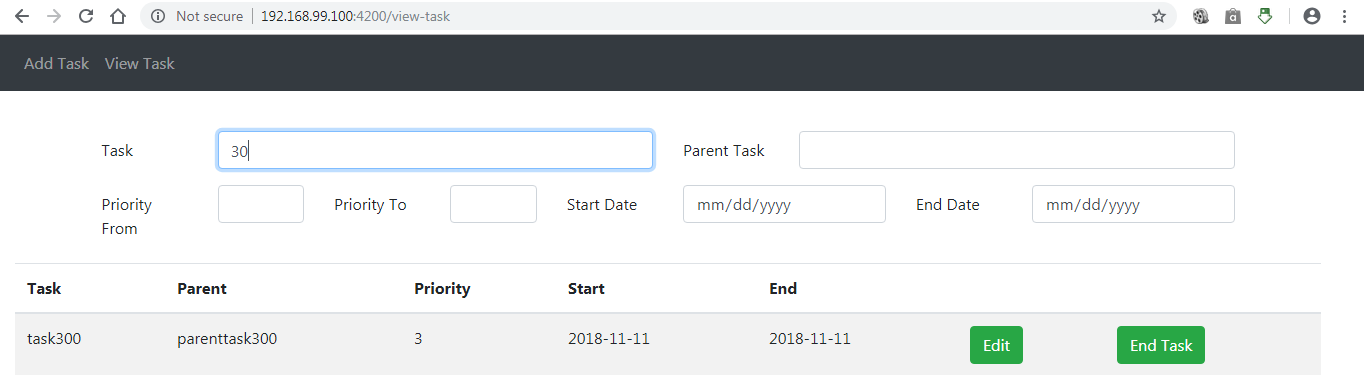 Not secure 192.168.99.100:4200/view-task
Add Task View Task
Task 30 Parent Task
Priority From Priority To Start Date mm/dd/yyyy End Date mm/dd/yyyy
Task Parent Priority Start End
task300 parenttask300 3 2018-11-11 2018-11-11 Edit End Task